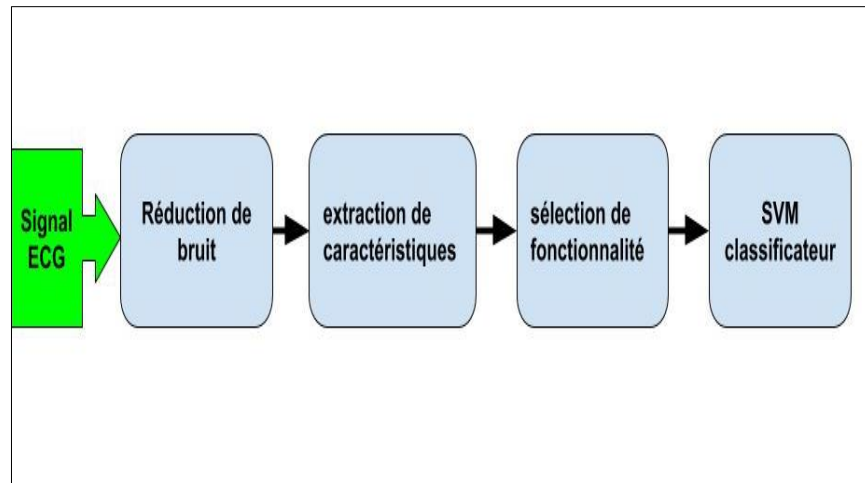 Signal
ECG
Réduction de
bruit
extraction de
caractéristiques
sélection de
fonctionnalité
SVM
classificateur